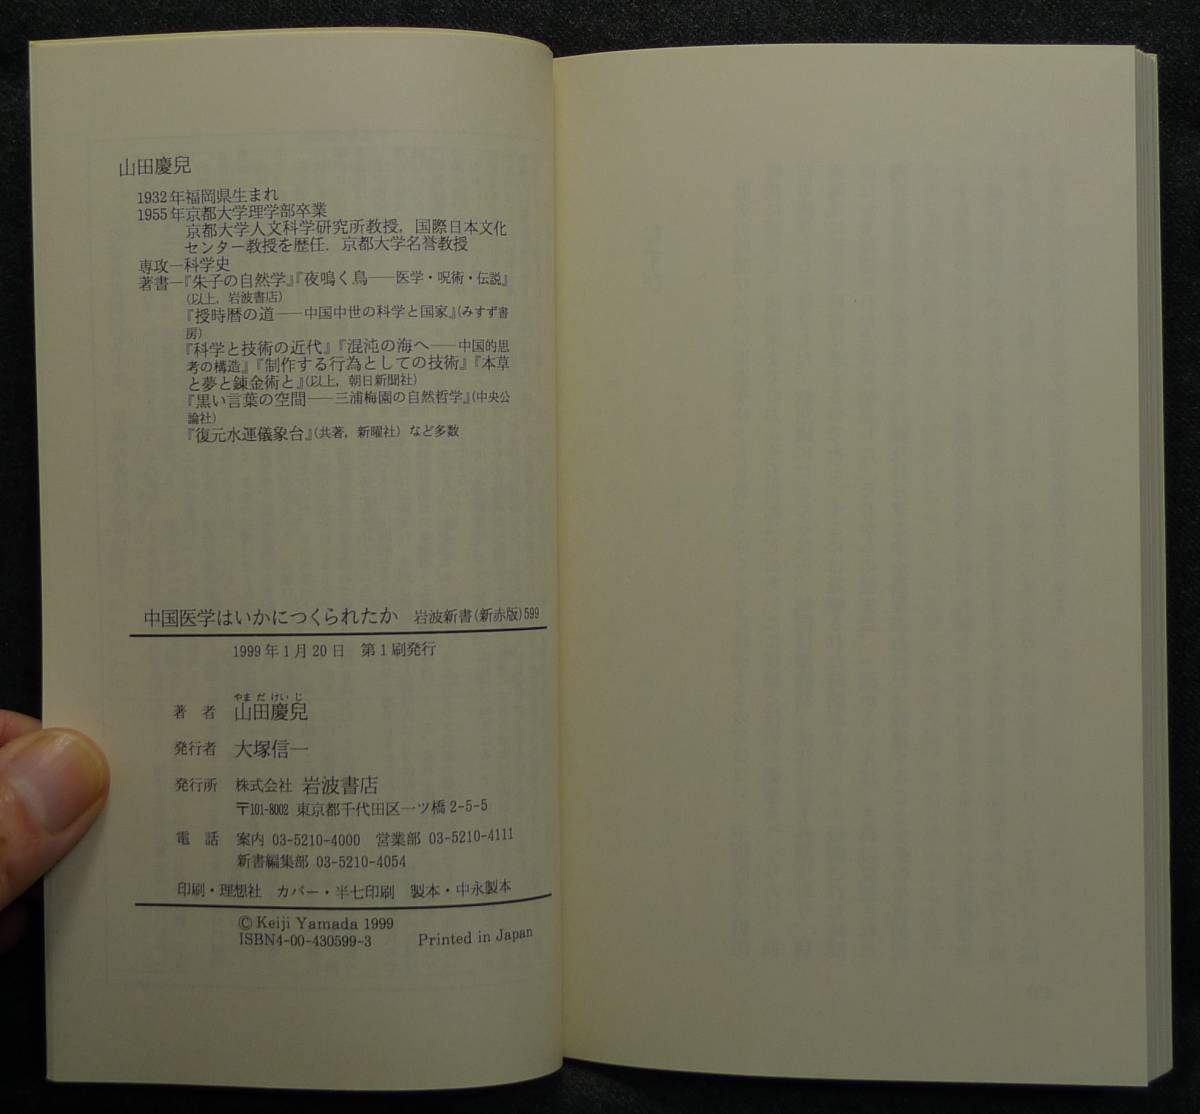 山田慶兒
1932年福岡県生まれ
1955年京都大学理学部卒業
京都大学人文科学研究所教授，国際日本文化
センター教授を歴任．京都大学名誉教授
専攻―科学史
著書―『朱子の自然学』『夜鳴く鳥――医学・呪術・伝説』
(以上，岩波書店)
『授時暦の道――中国中世の科学と国家』(みすず書
房)
『科学と技術の近代』『混沌の海へ――中国的思
考の構造』『制作する行為としての技術』『本草
と夢と錬金術と』(以上，朝日新聞社)
『黒い言葉の空間――三浦梅園の自然哲学』(中央公
論社)
『復元水運儀象台』(共著，新曜社) など多数
中国医学はいかにつくられたか 岩波新書(新赤版)599
1999年1月20日 第1刷発行
やまだけいじ
著者 山田慶兒
発行者 大塚信一
発行所 株式会社 岩波書店
〒101-8002 東京都千代田区一ツ橋2-5-5
電話 案内 03-5210-4000 営業部 03-5210-4111
新書編集部 03-5210-4054
印刷・理想社 カバー・半七印刷 製本・中永製本
© Keiji Yamada 1999
ISBN4-00-430599-3 Printed in Japan